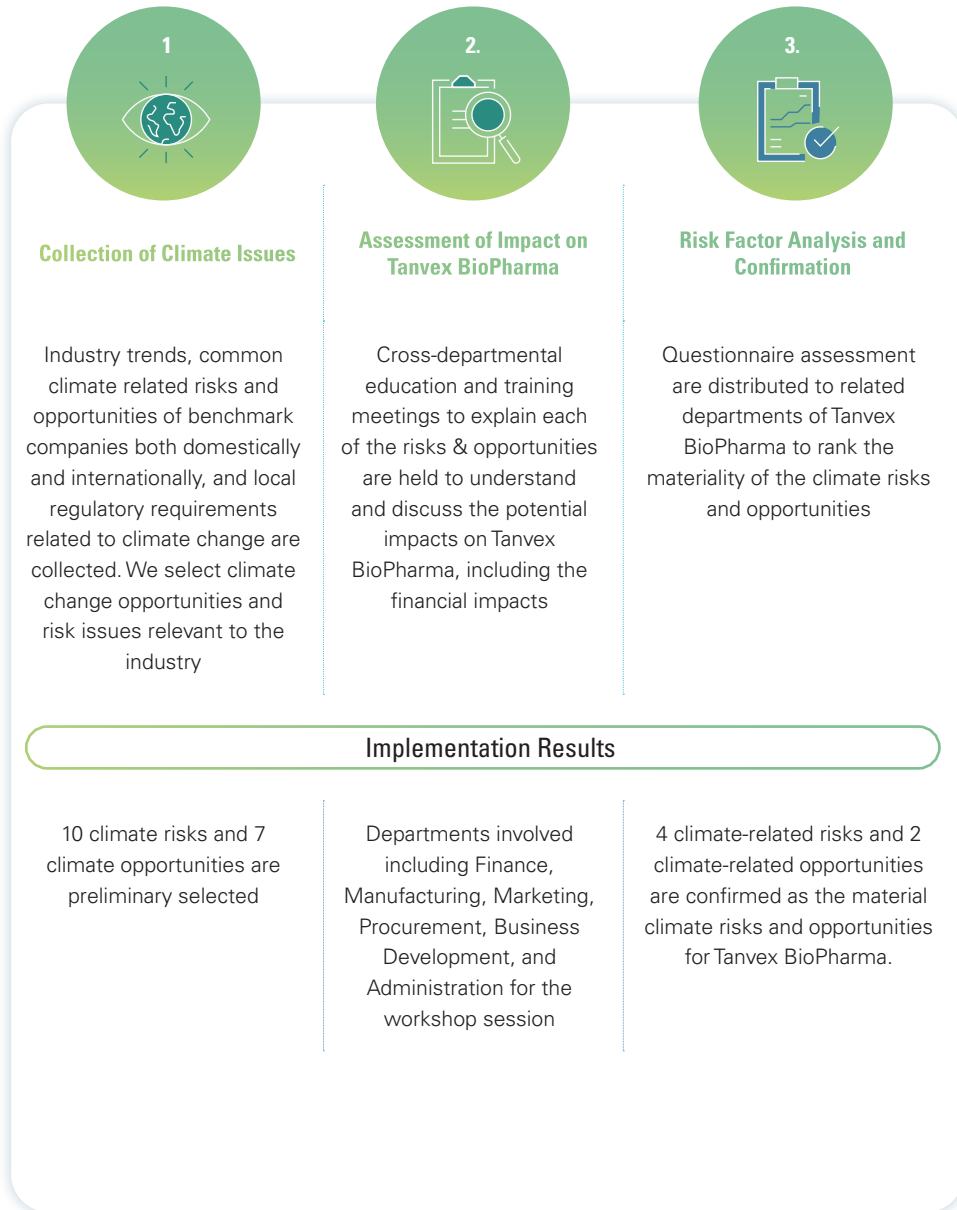 1
2.
3.
Collection of Climate Issues
Assessment of Impact on
Tanvex BioPharma
Risk Factor Analysis and
Confirmation
Industry trends, common
climate related risks and
opportunities of benchmark
companies both domestically
and internationally, and local
regulatory requirements
related to climate change are
collected. We select climate
change opportunities and
risk issues relevant to the
industry
Cross-departmental
education and training
meetings to explain each
of the risks & opportunities
are held to understand
and discuss the potential
impacts on Tanvex
BioPharma, including the
financial impacts
Questionnaire assessment
are distributed to related
departments of Tanvex
BioPharma to rank the
materiality of the climate risks
and opportunities
Implementation Results
10 climate risks and 7
climate opportunities are
preliminary selected
Departments involved
including Finance,
Manufacturing, Marketing,
Procurement, Business
Development, and
Administration for the
workshop session
4 climate-related risks and 2
climate-related opportunities
are confirmed as the material
climate risks and opportunities
for Tanvex BioPharma.